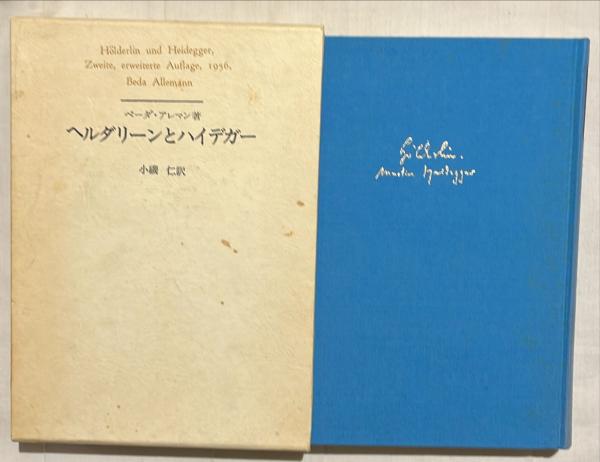 Hölderlin und Heidegger,
Zweite, erweiterte Auflage, 1956,
Beda Allemann
ベーダ・アレマン著
ヘルダリーンとハイデガー
小磯 仁訳
Hölderlin.
Martin Heidegger